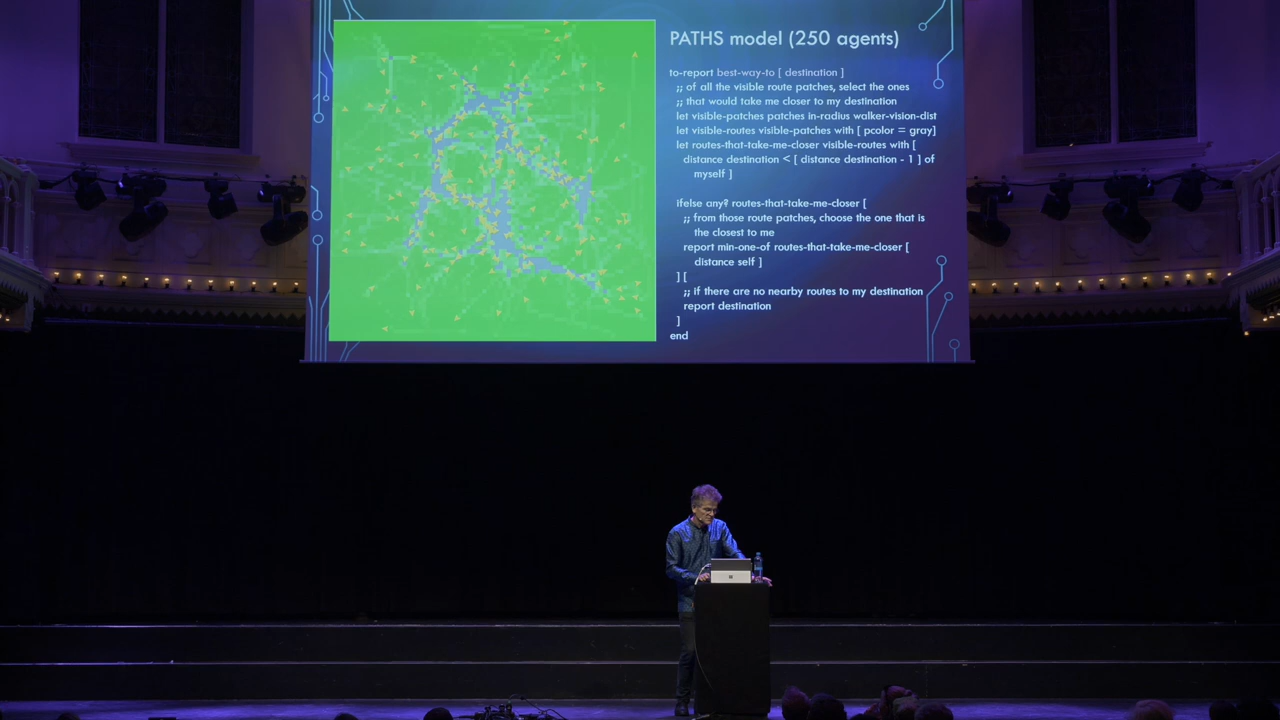 PATHS model (250 agents)
to-report best-way-to [ destination ]
;; of all the visible route patches, select the ones
;; that would take me closer to my destination
let visible-patches patches in-radius walker-vision-dist
let visible-routes visible-patches with [ pcolor = gray]
let routes-that-take-me-closer visible-routes with [
distance destination < [ distance destination - 1 ] of
myself ]
ifelse any? routes-that-take-me-closer [
;; from those route patches, choose the one that is
the closest to me
report min-one-of routes-that-take-me-closer [
distance self ]
] [
;; if there are no nearby routes to my destination
report destination
]
end